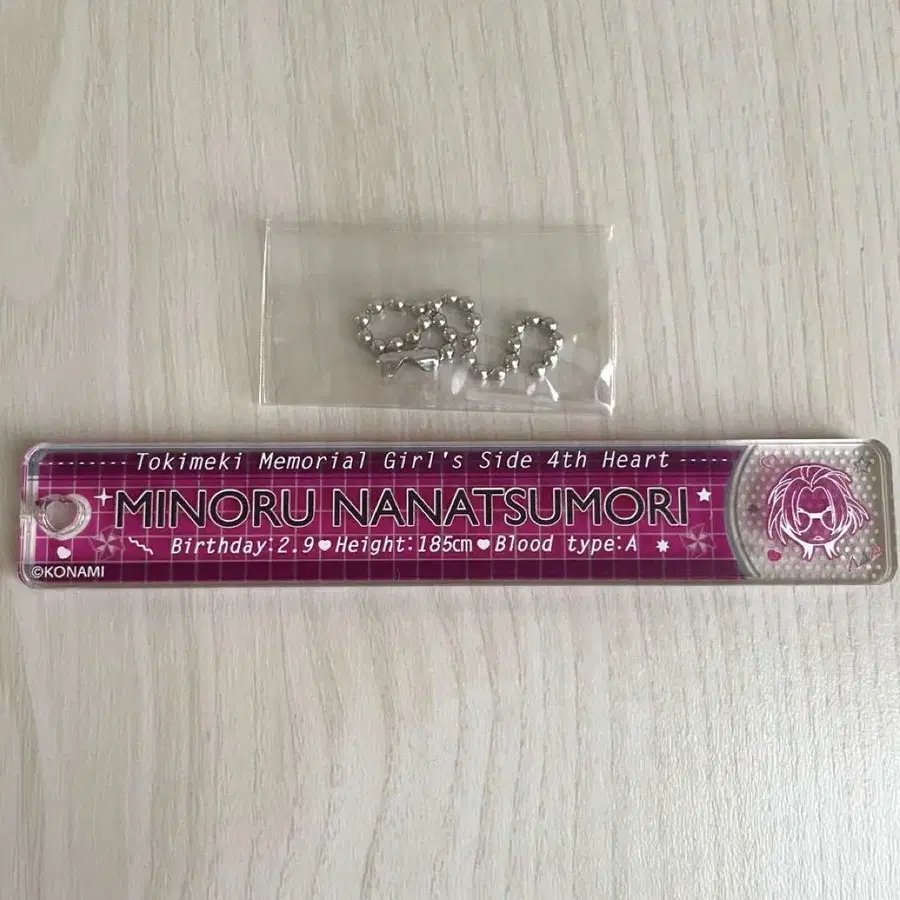 Tokimeki Memorial Girl's Side 4th Heart
MINORU NANATSUMORI
Birthday:2.9♥Height:185cm♥Blood type:A
©KONAMI